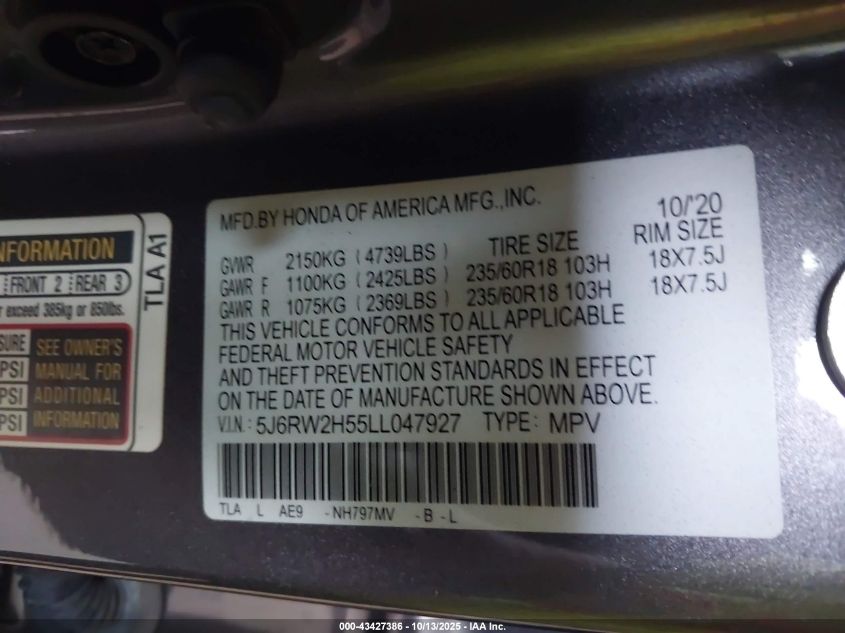 NFORMATION
FRONT 2 REAR 3
r exceed 385kg or 850lbs.
SURE
PSI
PSI
PSI
SEE OWNER'S
MANUAL FOR
ADDITIONAL
INFORMATION
TLA A1
MFD.BY HONDA OF AMERICA MFG.,INC. 10/'20
TIRE SIZE RIM SIZE
GVWR 2150KG (4739LBS)
GAWR F 1100KG (2425LBS) 235/60R18 103H 18X7.5J
GAWR R 1075KG (2369LBS) 235/60R18 103H 18X7.5J
THIS VEHICLE CONFORMS TO ALL APPLICABLE
FEDERAL MOTOR VEHICLE SAFETY
AND THEFT PREVENTION STANDARDS IN EFFECT
ON THE DATE OF MANUFACTURE SHOWN ABOVE.
V.I.N.: 5J6RW2H55LL047927 TYPE: MPV
TLA L AE9 -NH797MV -B-L
000-43427386 - 10/13/2025 - IAA Inc.